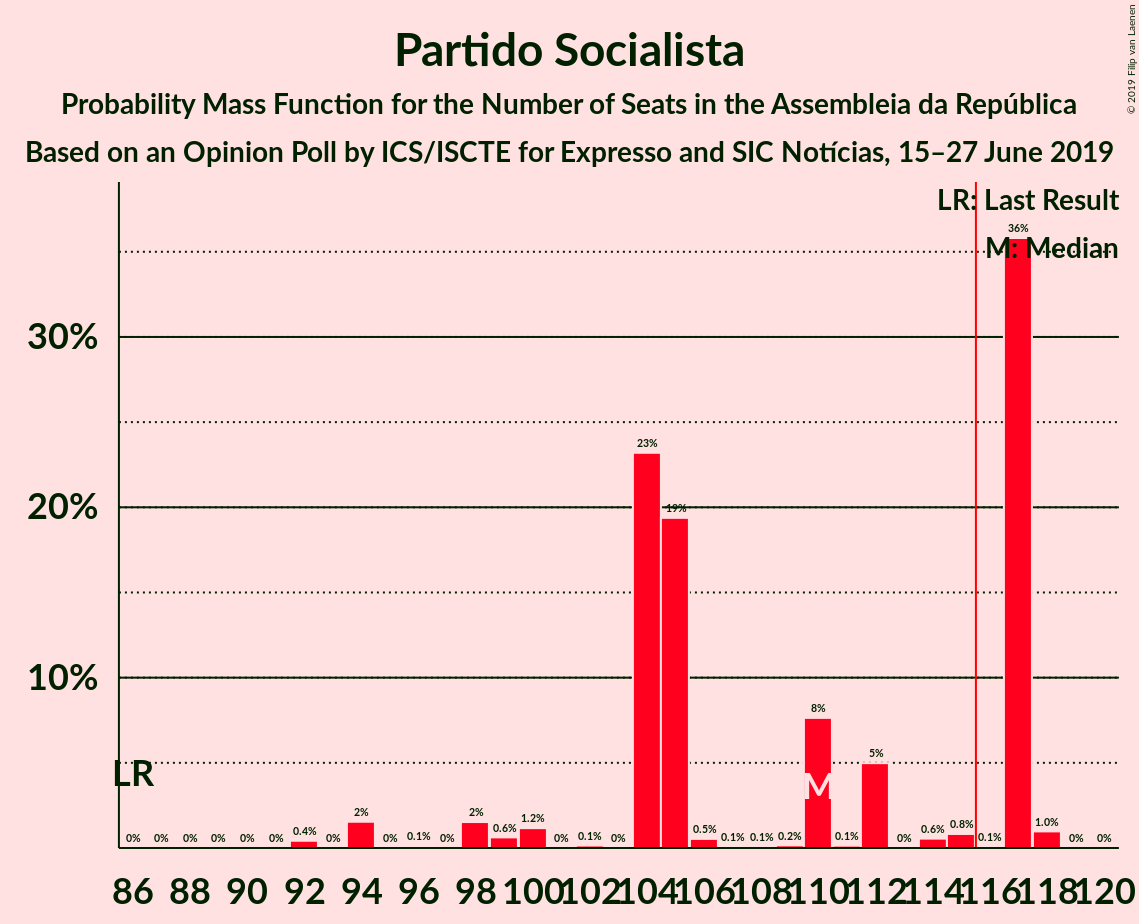 Partido Socialista
Probability Mass Function for the Number of Seats in the Assembleia da República
Based on an Opinion Poll by ICS/ISCTE for Expresso and SIC Notícias, 15–27 June 2019
© 2019 Filip van Laenen
LR: Last Result
M: Median
30%
20%
10%
LR
M
0% 0% 0% 0% 0% 0% 0.4% 0% 2% 0% 0.1% 0% 2% 0.6% 1.2% 0% 0.1% 0% 23% 19% 0.5% 0.1% 0.1% 0.2% 8% 0.1% 5% 0% 0.6% 0.8% 0.1% 36% 1.0% 0% 0%
86 88 90 92 94 96 98 100 102 104 106 108 110 112 114 116 118 120